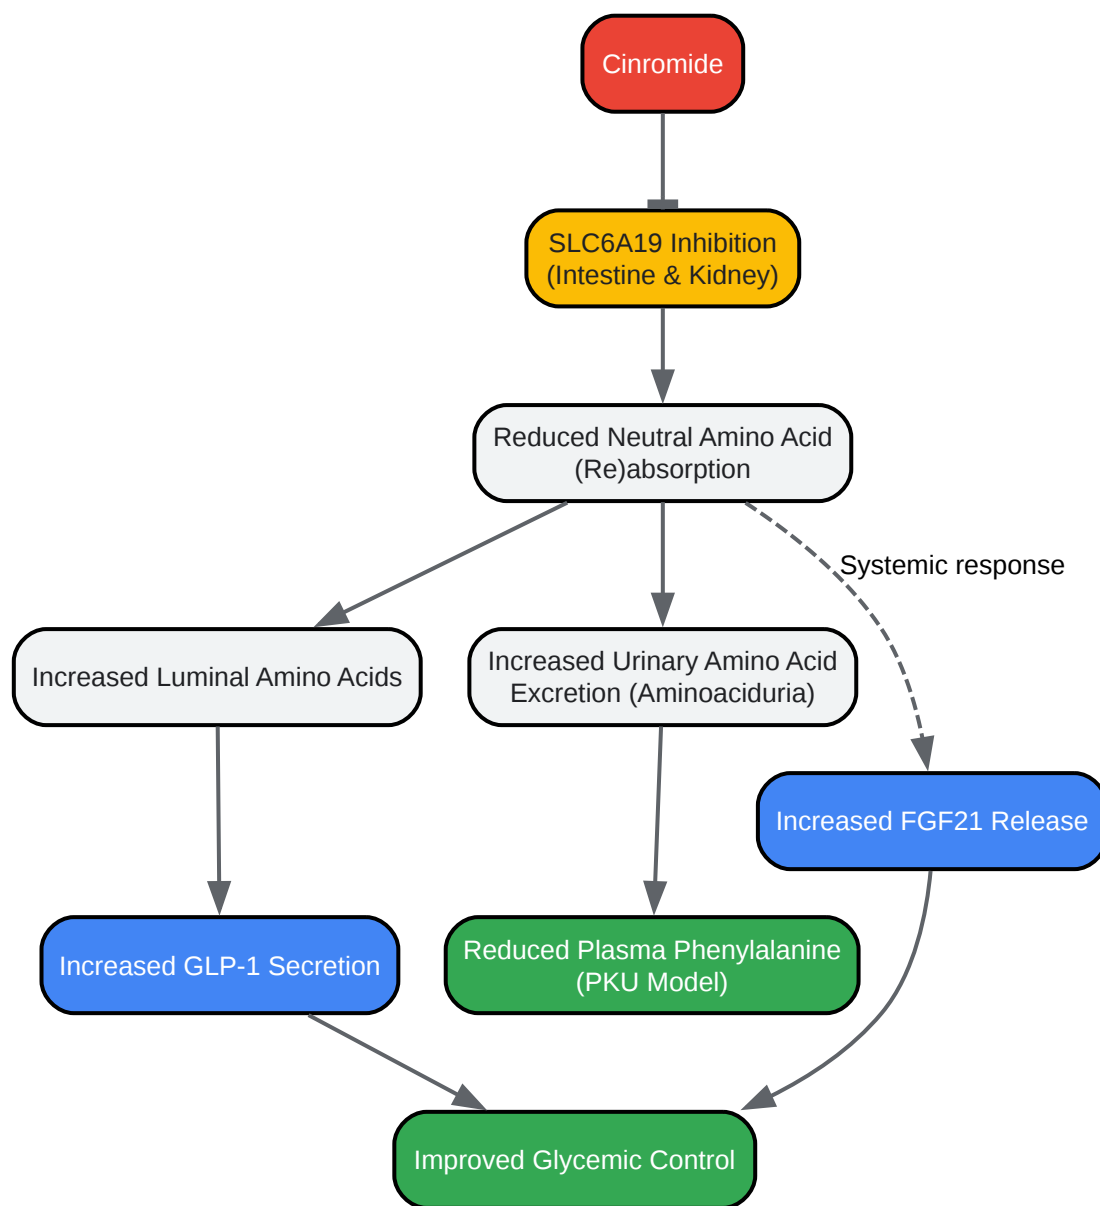 Cinromide
SLC6A19 Inhibition
(Intestine & Kidney)
Reduced Neutral Amino Acid
(Re)absorption
Systemic response
Increased Luminal Amino Acids
Increased Urinary Amino Acid
Excretion (Aminoaciduria)
Increased FGF21 Release
Increased GLP-1 Secretion
Reduced Plasma Phenylalanine
(PKU Model)
Improved Glycemic Control